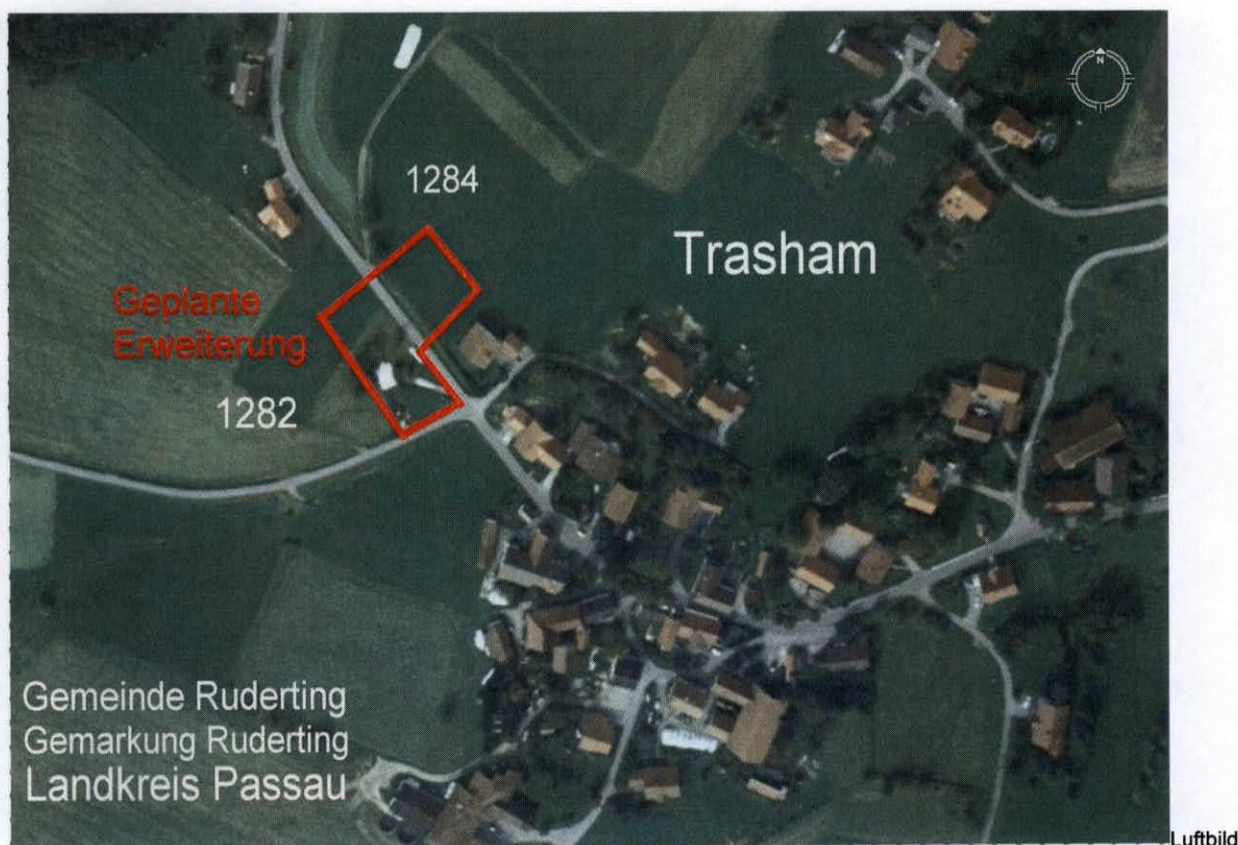 N
1284
Trasham
Geplante
Erweiterung
1282
Gemeinde Ruderting
Gemarkung Ruderting
Landkreis Passau
Luftbild